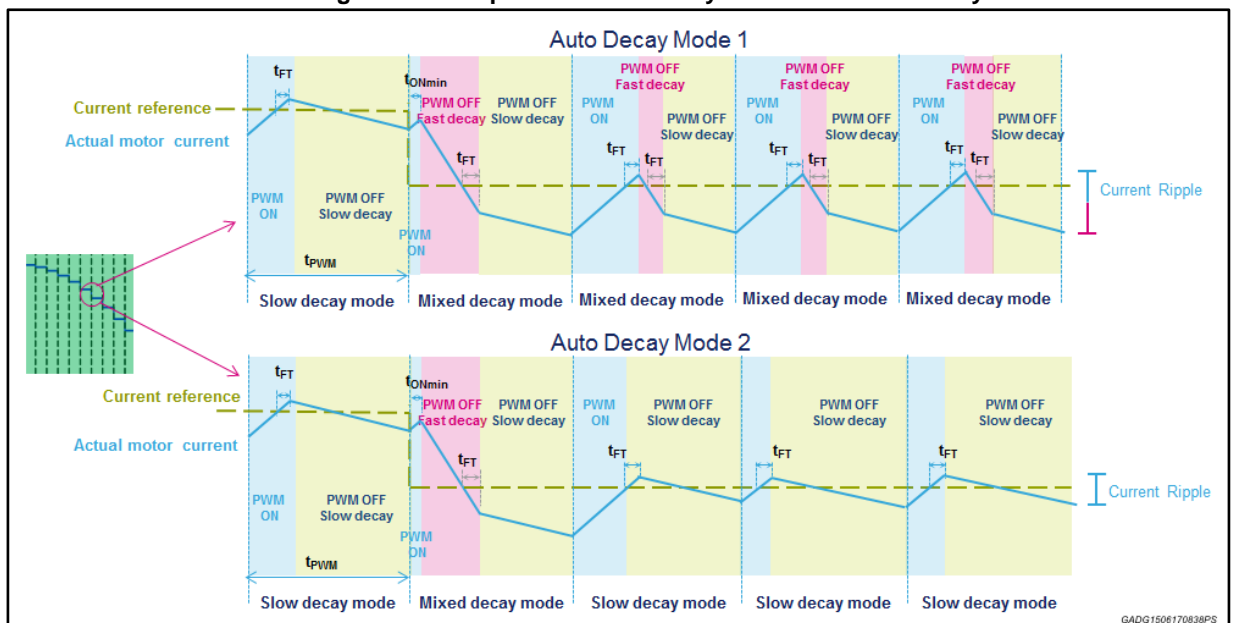 Auto Decay Mode 1
tFT
tONmin
PWM OFF
Fast decay
PWM OFF
Slow decay
PWM OFF
Fast decay
PWM
ON
PWM OFF
Slow decay
PWM OFF
Fast decay
PWM
ON
PWM OFF
Slow decay
PWM OFF
Fast decay
PWM
ON
PWM OFF
Slow decay
Current reference
Actual motor current
tFT
tFT
tFT
tFT
tFT
tFT
tFT
Current Ripple
PWM
ON
PWM OFF
Slow decay
PWM
ON
tPWM
Slow decay mode
Mixed decay mode
Mixed decay mode
Mixed decay mode
Mixed decay mode
Auto Decay Mode 2
tFT
tONmin
PWM OFF
Fast decay
PWM OFF
Slow decay
PWM
ON
PWM OFF
Slow decay
PWM OFF
Slow decay
PWM OFF
Slow decay
Current reference
Actual motor current
tFT
tFT
tFT
tFT
Current Ripple
PWM
ON
PWM OFF
Slow decay
PWM
ON
tPWM
Slow decay mode
Mixed decay mode
Slow decay mode
Slow decay mode
Slow decay mode
GADG1506170838PS